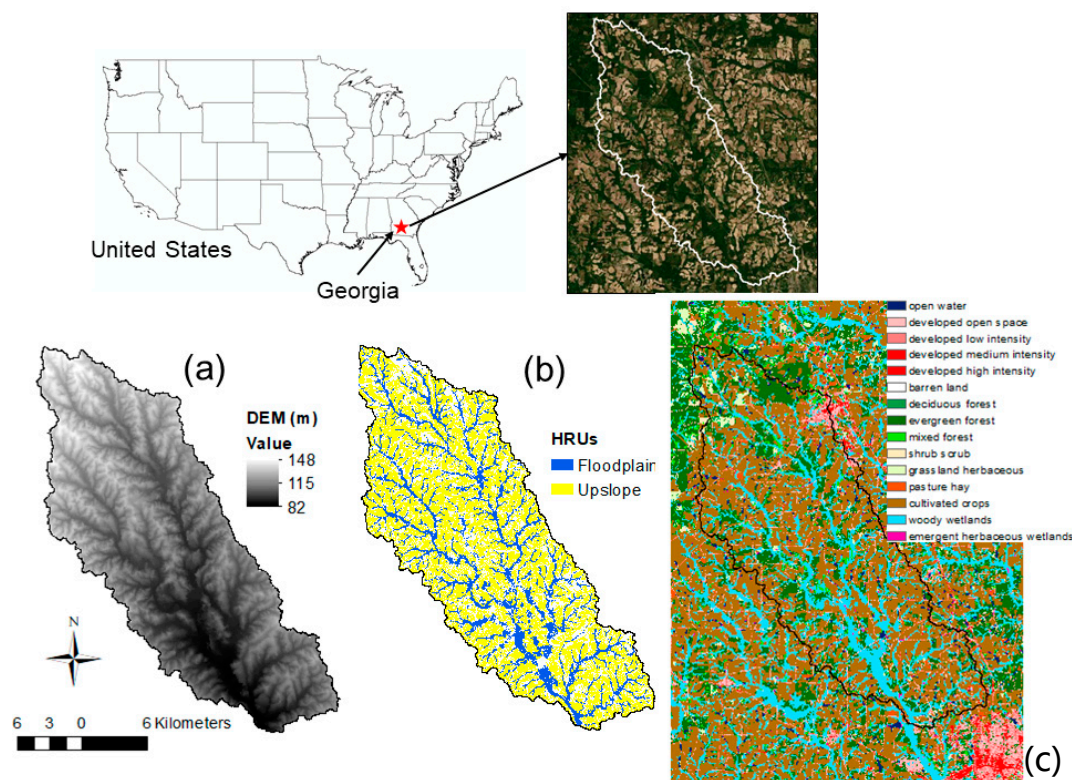 United States
Georgia
(a)
DEM (m)
Value
148
115
82
N
6 3 0 6 Kilometers
(b)
HRUs
Floodplain
Upslope
open water
developed open space
developed low intensity
developed medium intensity
developed high intensity
barren land
deciduous forest
evergreen forest
mixed forest
shrub scrub
grass land herbaceous
pasture hay
cultivated crops
woody wetlands
emergent herbaceous wetlands
(c)